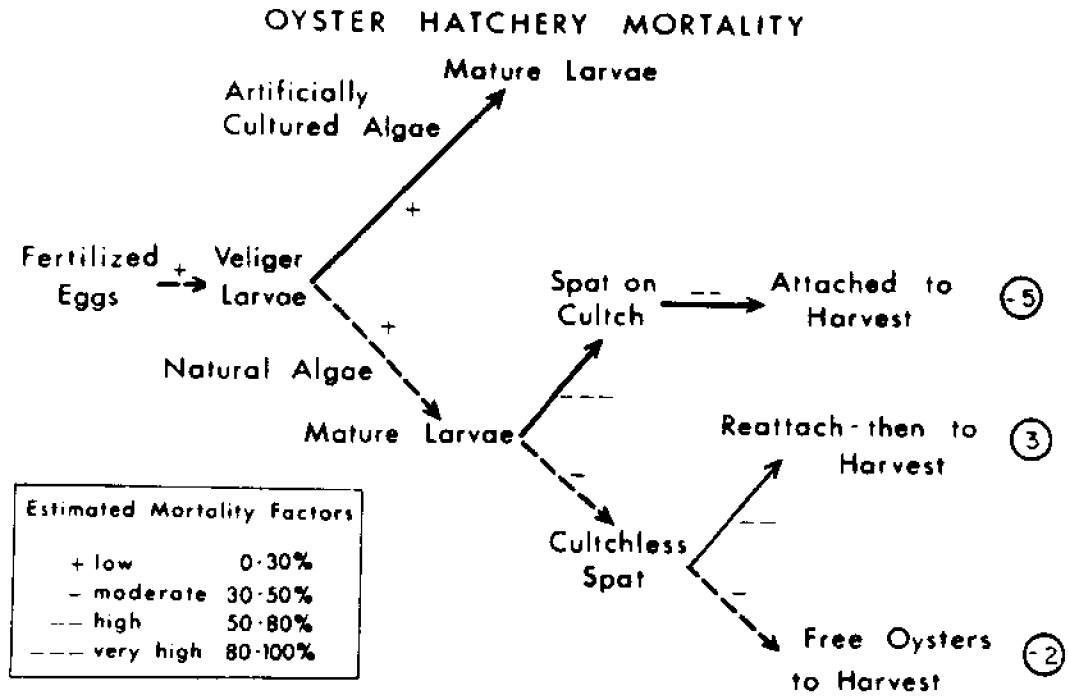 OYSTER HATCHERY MORTALITY
Mature Larvae
Artificially
Cultured Algae
+
Fertilized
Eggs
+
Veliger
Larvae
+
Natural Algae
Mature Larvae
Spat on
Cultch
--
Attached to
Harvest
-5
---
-
Cultchless
Spat
Reattach - then to
Harvest
3
--
-
Free Oysters
to Harvest
-2
Estimated Mortality Factors
+ low 0-30%
- moderate 30-50%
-- high 50-80%
--- very high 80-100%